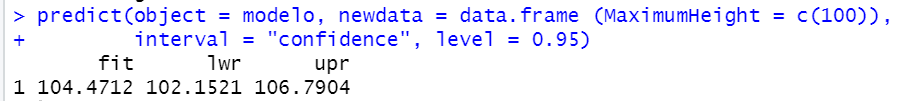 > predict(object = modelo, newdata = data.frame (MaximumHeight = c(100)),
+ interval = "confidence", level = 0.95)
fit lwr upr
1 104.4712 102.1521 106.7904